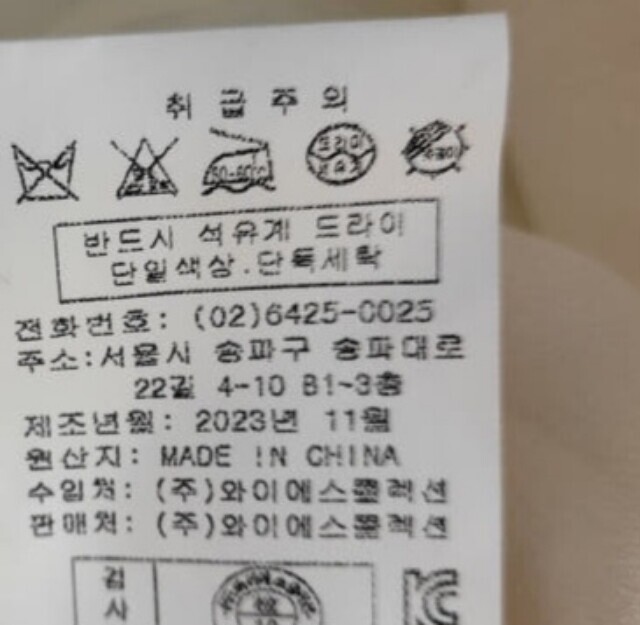 취급주의
드라이
반드시 석유계 드라이
단일색상.단독세탁
전화번호: (02)6425-0025
주소:서울시 송파구 송파대로
22길 4-10 B1~3층
제조년월: 2023년 11월
원산지: MADE IN CHINA
수입처: (주)와이에스콜렉션
판매처: (주)와이에스콜렉션
검
사